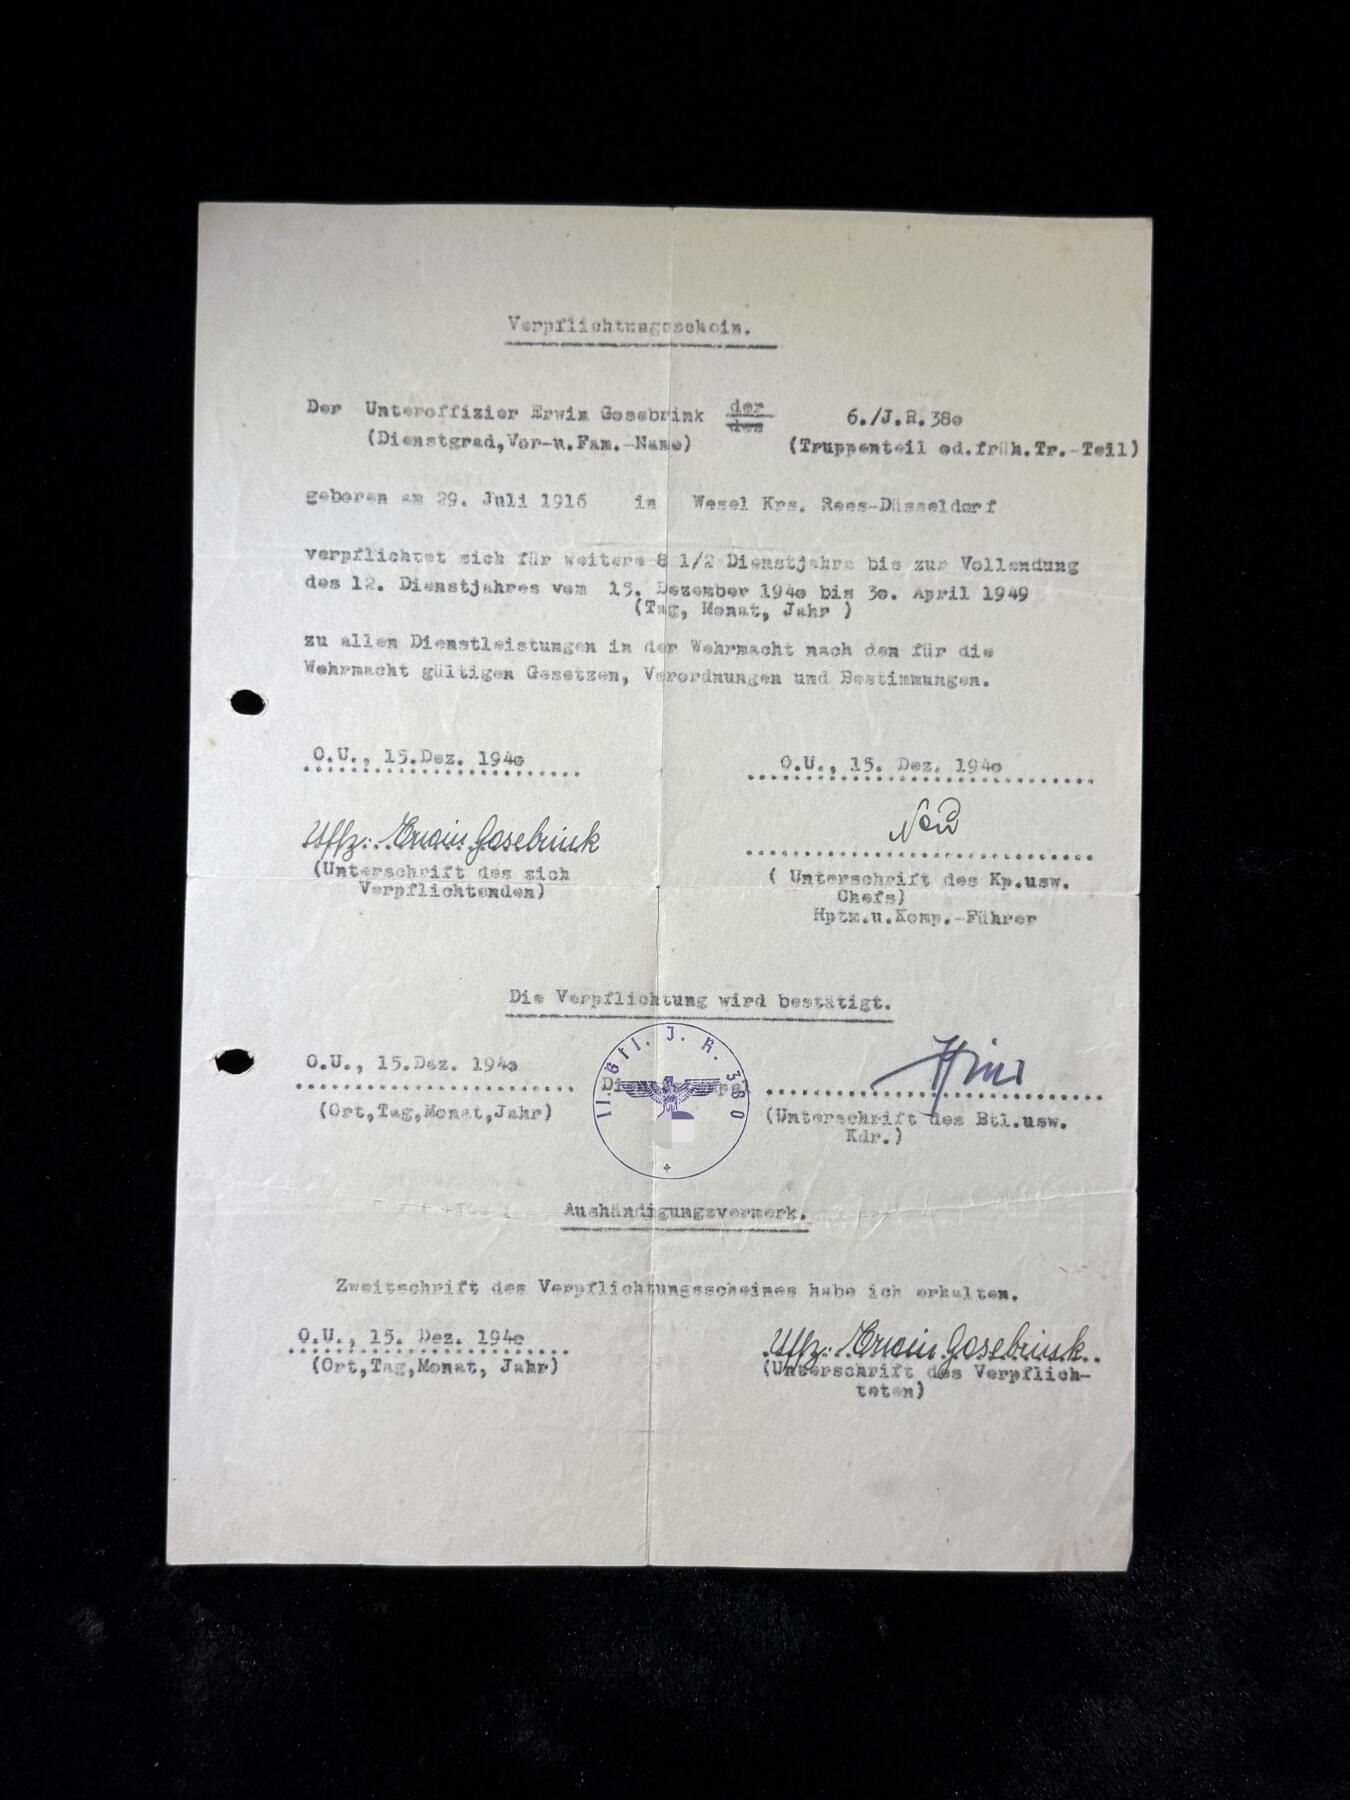 Verpflichtungsschein.
Der Unteroffizier Erwin Gosebrink der 6./J.R.380
des
(Dienstgrad,Vor-u.Fam.-Name) (Truppenteil od.früh.Tr.-Teil)
geboren am 29. Juli 1916 in Wesel Krs. Rees-Düsseldorf
verpflichtet sich für weitere 8 1/2 Dienstjahre bis zur Vollendung
des 12. Dienstjahres vom 15. Dezember 1940 bis 30. April 1949
(Tag, Monat, Jahr )
zu allen Dienstleistungen in der Wehrmacht nach den für die
Wehrmacht gültigen Gesetzen, Verordnungen und Bestimmungen.
O.U., 15.Dez. 1940 O.U., 15. Dez. 1940
Uffz. Erwin Gosebrink
(Unterschrift des sich ( Unterschrift des Kp.usw.
Verpflichtenden) Chefs)
Hptm.u.Komp.-Führer
Die Verpflichtung wird bestätigt.
II. Btl. J. R. 380
O.U., 15.Dez. 1940
(Ort,Tag,Monat,Jahr) (Unterschrift des Btl.usw.
Kdr.)
Aushändigungsvermerk.
Zweitschrift des Verpflichtungsscheines habe ich erhalten.
O.U., 15. Dez. 1940 Uffz. Erwin Gosebrink
(Ort,Tag,Monat, Jahr) (Unterschrift des Verpflich-
teten)